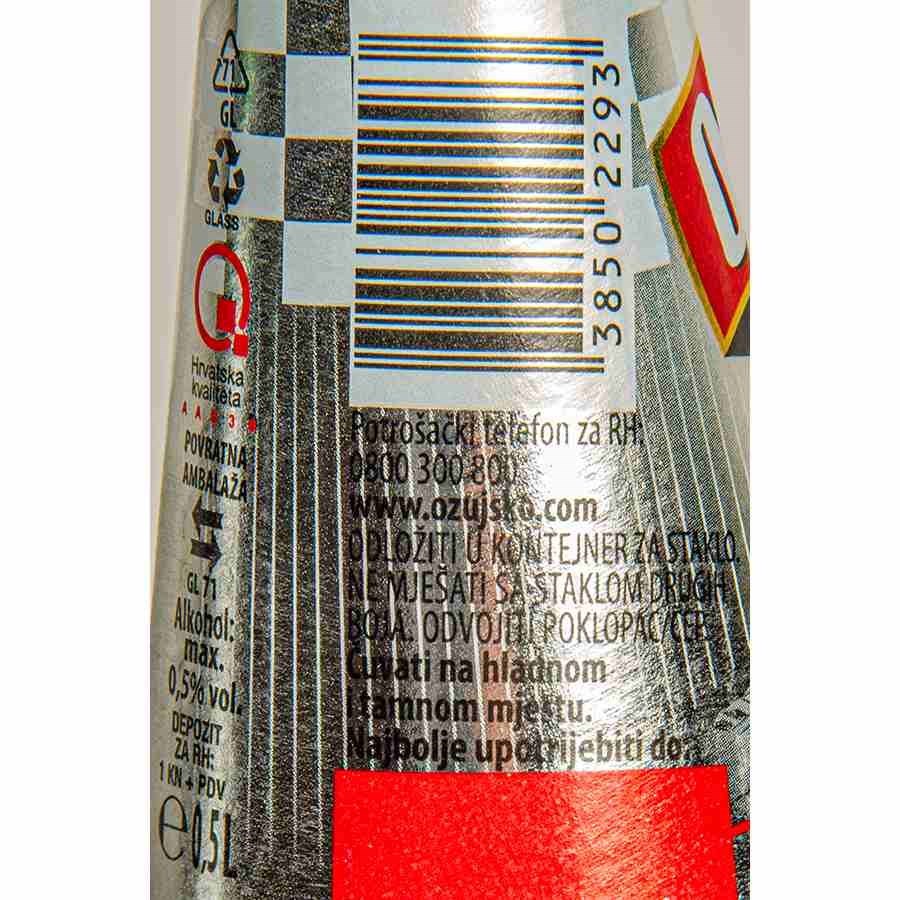 71
GL
GLASS
Hrvatska
kvaliteta
POVRATNA
AMBALAŽA
GL 71
Alkohol:
max.
0,5% vol.
DEPOZIT
ZA RH:
1 KN + PDV
e 0,5L
3850 2293
Potrošački telefon za RH:
0800 300 800
www.ozujsko.com
ODLOŽITI U KONTEJNER ZA STAKLO.
NE MJEŠATI SA STAKLOM DRUGIH
BOJA. ODVOJITI POKLOPAC/ČEP.
Čuvati na hladnom
i tamnom mjestu.
Najbolje upotrijebiti do: